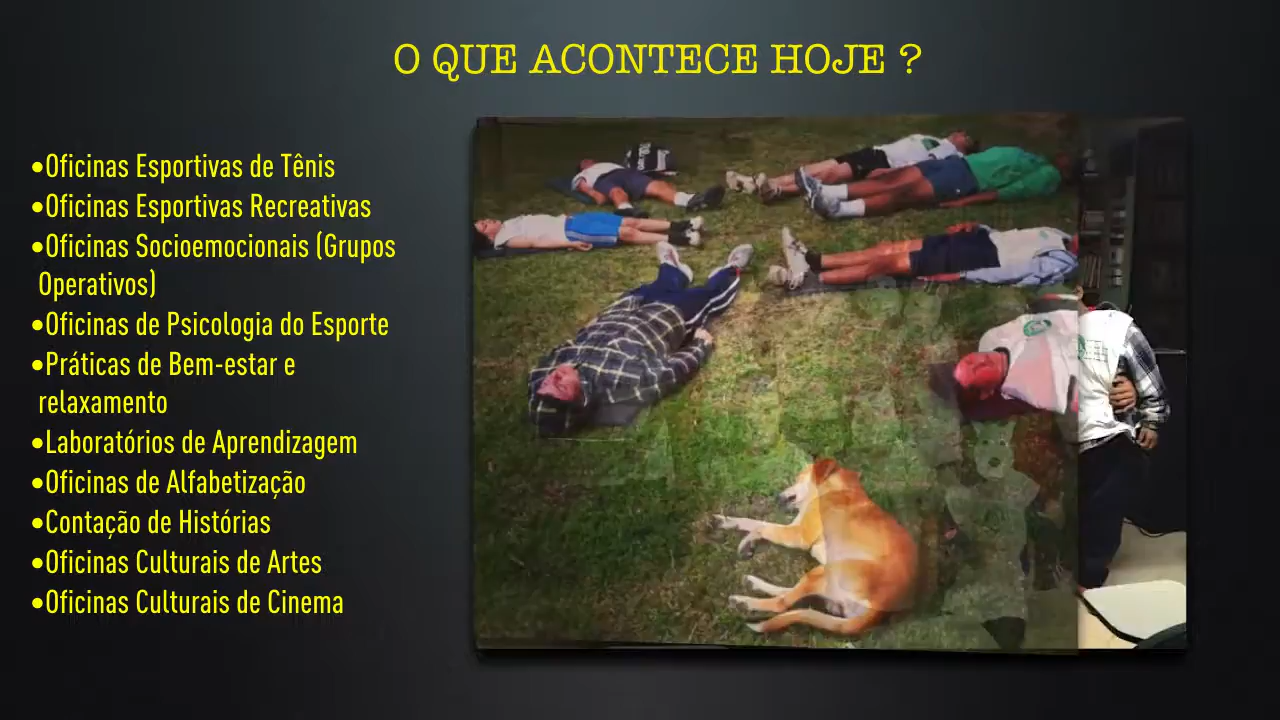 O QUE ACONTECE HOJE ?
•Oficinas Esportivas de Tênis
•Oficinas Esportivas Recreativas
•Oficinas Socioemocionais (Grupos
Operativos)
•Oficinas de Psicologia do Esporte
•Práticas de Bem-estar e
relaxamento
•Laboratórios de Aprendizagem
•Oficinas de Alfabetização
•Contação de Histórias
•Oficinas Culturais de Artes
•Oficinas Culturais de Cinema